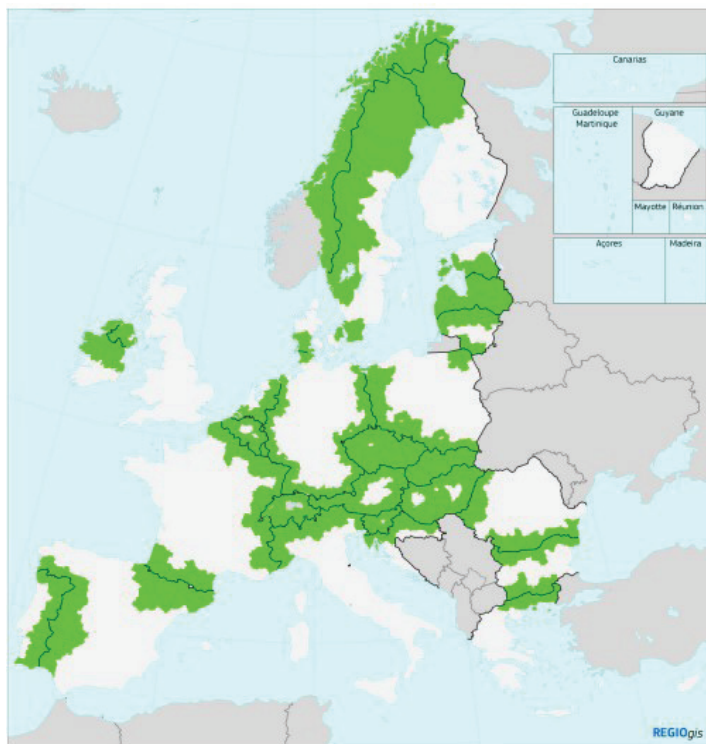 Canarias
Guadeloupe
Martinique
Guyane
Mayotte
Réunion
Açores
Madeira
REGIOgis